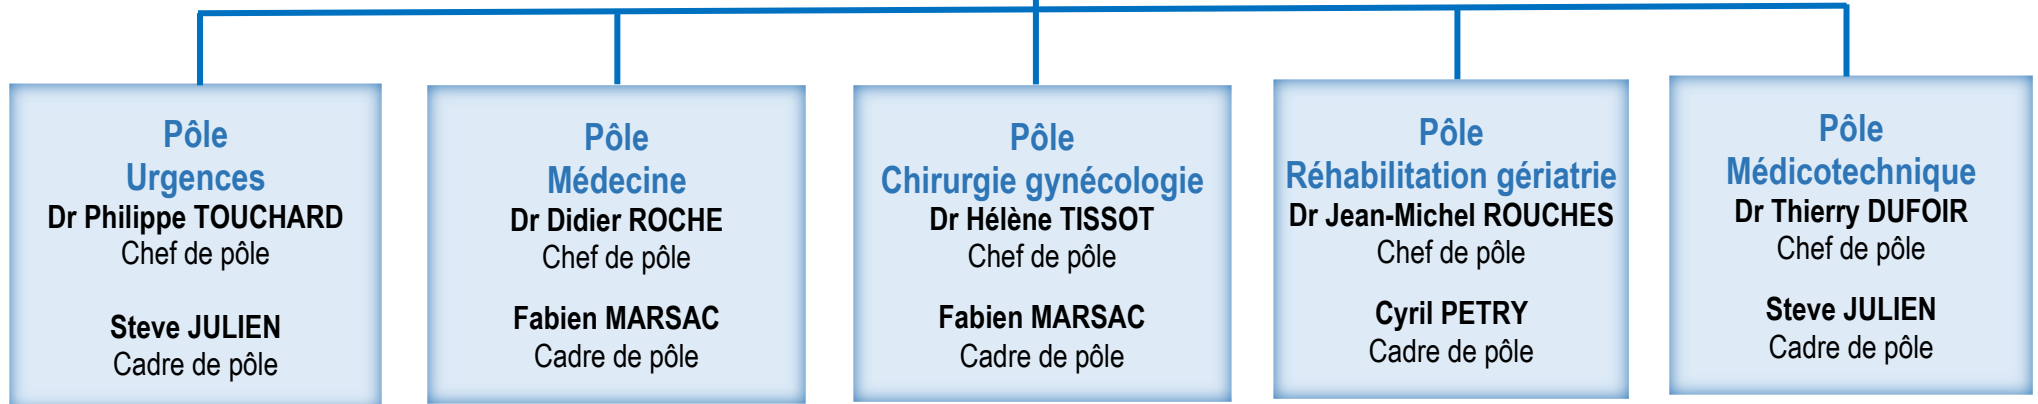 Pôle
Urgences
Dr Philippe TOUCHARD
Chef de pôle
Steve JULIEN
Cadre de pôle
Pôle
Médecine
Dr Didier ROCHE
Chef de pôle
Fabien MARSAC
Cadre de pôle
Pôle
Chirurgie gynécologie
Dr Hélène TISSOT
Chef de pôle
Fabien MARSAC
Cadre de pôle
Pôle
Réhabilitation gériatrie
Dr Jean-Michel ROUCHES
Chef de pôle
Cyril PETRY
Cadre de pôle
Pôle
Médicotechnique
Dr Thierry DUFOIR
Chef de pôle
Steve JULIEN
Cadre de pôle